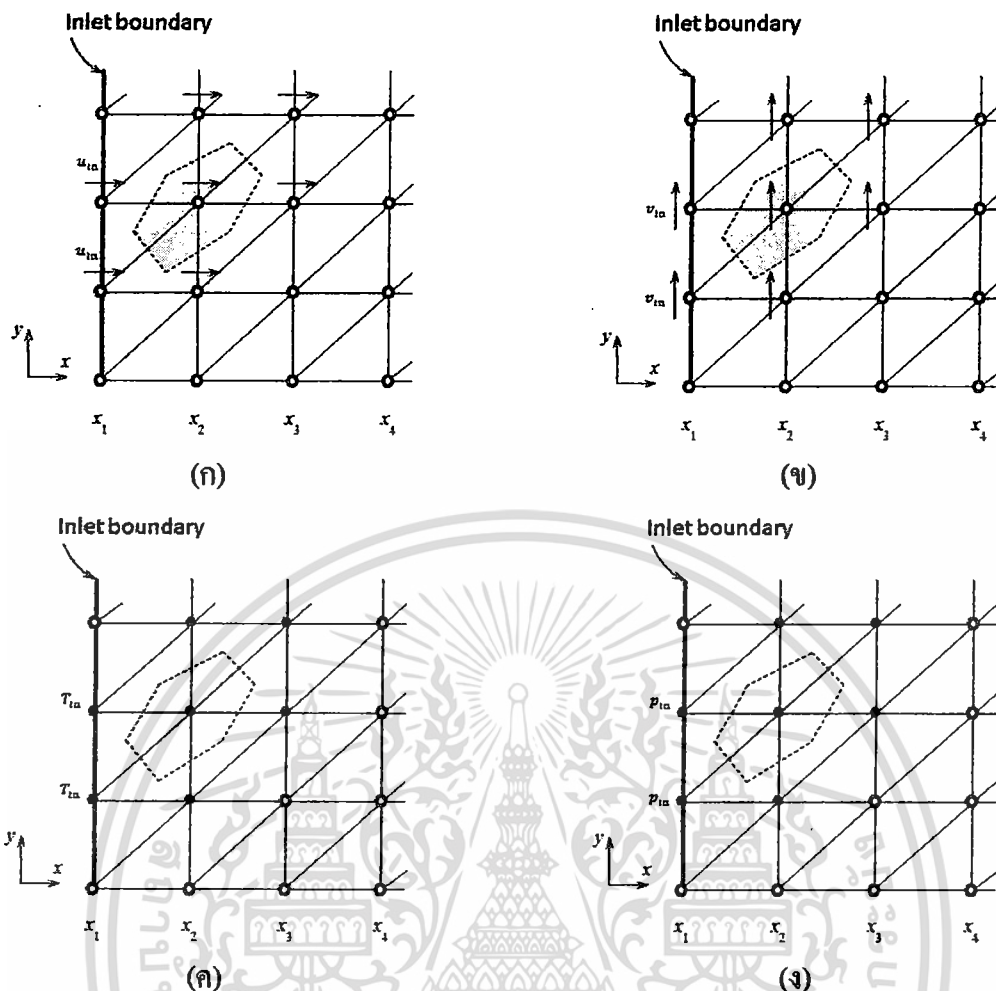 Inlet boundary
u_in
u_in
y
x
x_1 x_2 x_3 x_4
(ก)
Inlet boundary
v_in
v_in
y
x
x_1 x_2 x_3 x_4
(ข)
Inlet boundary
T_in
T_in
y
x
x_1 x_2 x_3 x_4
(ค)
Inlet boundary
p_in
p_in
y
x
x_1 x_2 x_3 x_4
(ง)